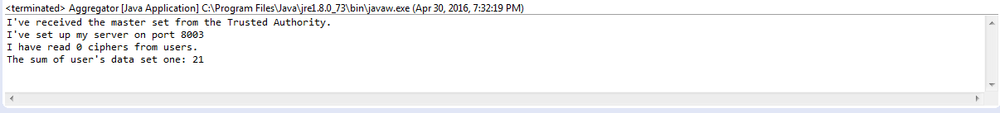 <terminated> Aggregator [Java Application] C:\Program Files\Java\jre1.8.0_73\bin\javaw.exe (Apr 30, 2016, 7:32:19 PM)
I've received the master set from the Trusted Authority.
I've set up my server on port 8003
I have read 0 ciphers from users.
The sum of user's data set one: 21